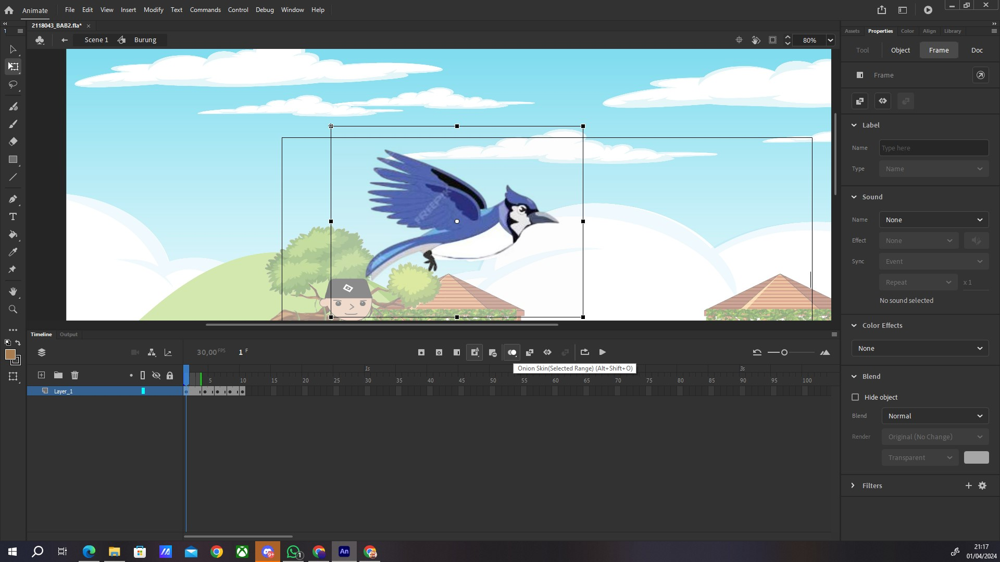 Animate
File Edit View Insert Modify Text Commands Control Debug Window Help
2118043_BAB2.fla*
Scene 1 Burung
80%
FREEPIK
Assets Properties Color Align Library
Tool Object Frame Doc
Frame
Label
Name Type here
Type Name
Sound
Name None
Effect None
Sync Event
Repeat x 1
No sound selected
Color Effects
None
Blend
Hide object
Blend Normal
Render Original (No Change)
Transparent
Filters
Timeline Output
30,00 FPS 1 F
Onion Skin(Selected Range) (Alt+Shift+O)
1s 3s
5 10 15 20 25 30 35 40 45 50 55 60 65 70 75 80 85 90 95 100
Layer_1
9+
1
An
21:17
01/04/2024